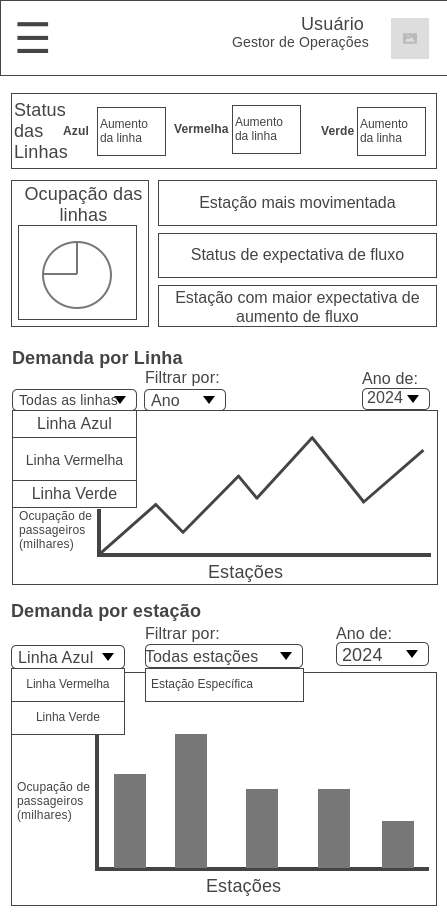 Usuário
Gestor de Operações
Status
das
Linhas
Azul
Aumento
da linha
Vermelha
Aumento
da linha
Verde
Aumento
da linha
Ocupação das
linhas
Estação mais movimentada
Status de expectativa de fluxo
Estação com maior expectativa de
aumento de fluxo
Demanda por Linha
Filtrar por:
Ano de:
Todas as linhas
Ano
2024
Linha Azul
Linha Vermelha
Linha Verde
Ocupação de
passageiros
(milhares)
Estações
Demanda por estação
Filtrar por:
Ano de:
Linha Azul
Todas estações
2024
Linha Vermelha
Estação Específica
Linha Verde
Ocupação de
passageiros
(milhares)
Estações